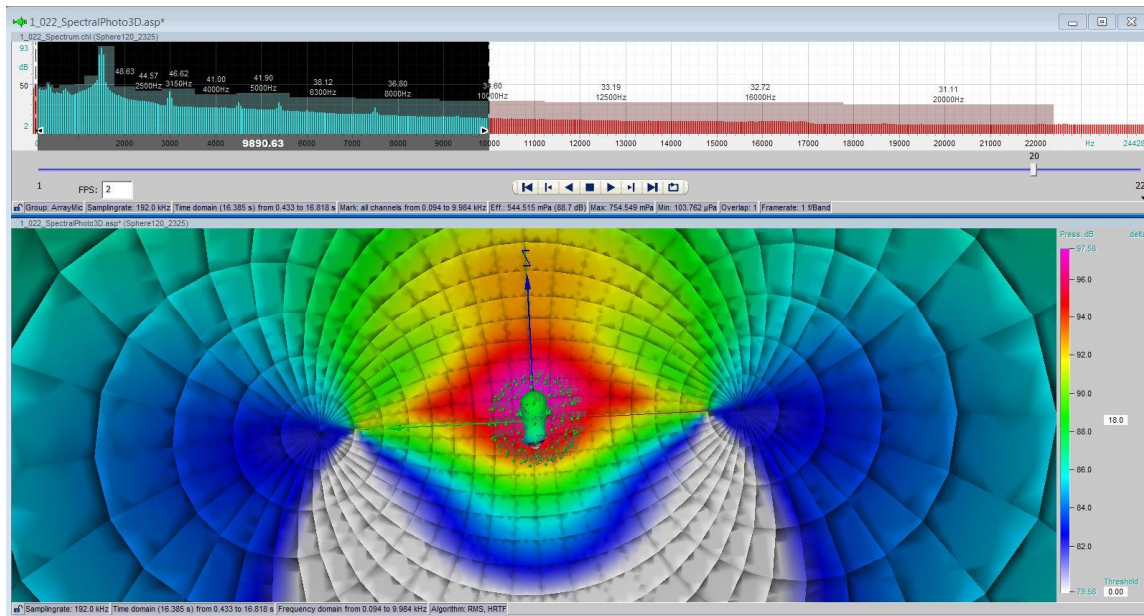 1_022_SpectralPhoto3D.asp*
1_022_Spectrum.chl (Sphere120_2325)
93
dB
50
2
48.63
44.57
2500Hz
46.62
3150Hz
41.00
4000Hz
41.90
5000Hz
38.12
6300Hz
36.80
8000Hz
34.60
10000Hz
33.19
12500Hz
32.72
16000Hz
31.11
20000Hz
0 2000 3000 4000 5000 6000 7000 8000 9000 10000 11000 12000 13000 14000 15000 16000 17000 18000 19000 20000 21000 22000 Hz 24428
9890.63
20
1
22
FPS: 2
Group: ArrayMic Samplingrate: 192.0 kHz Time domain (16.385 s) from 0.433 to 16.818 s Mark: all channels from 0.094 to 9.984 kHz Eff.: 544.515 mPa (88.7 dB) Max: 754.549 mPa Min: 103.762 µPa Overlap: 1 Framerate: 1 f/Band
1_022_SpectralPhoto3D.asp* (Sphere120_2325)
Press. dB delta
97.58
96.0
94.0
92.0
90.0
88.0
18.0
86.0
84.0
82.0
Threshold
79.58 0.00
Z
Samplingrate: 192.0 kHz Time domain (16.385 s) from 0.433 to 16.818 s Frequency domain from 0.094 to 9.984 kHz Algorithm: RMS, HRTF